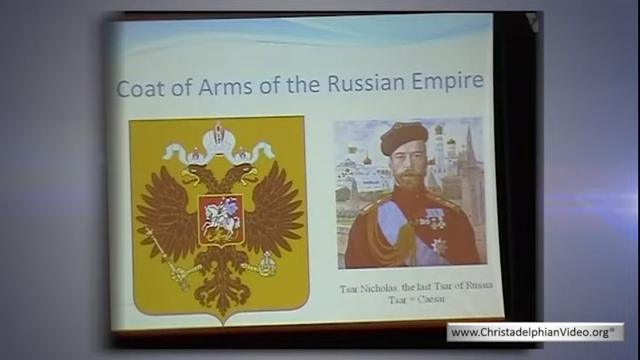 Coat of Arms of the Russian Empire
Tsar Nicholas, the last Tsar of Russia
Tsar = Caesar
www.ChristadelphianVideo.org®